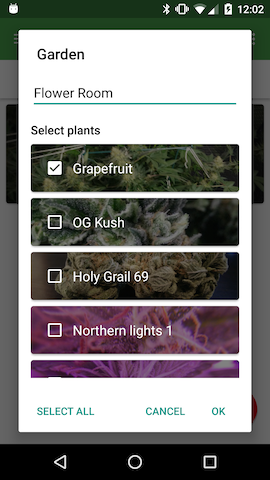 12:02
Garden
Flower Room
Select plants
Grapefruit
OG Kush
Holy Grail 69
Northern lights 1
SELECT ALL CANCEL OK